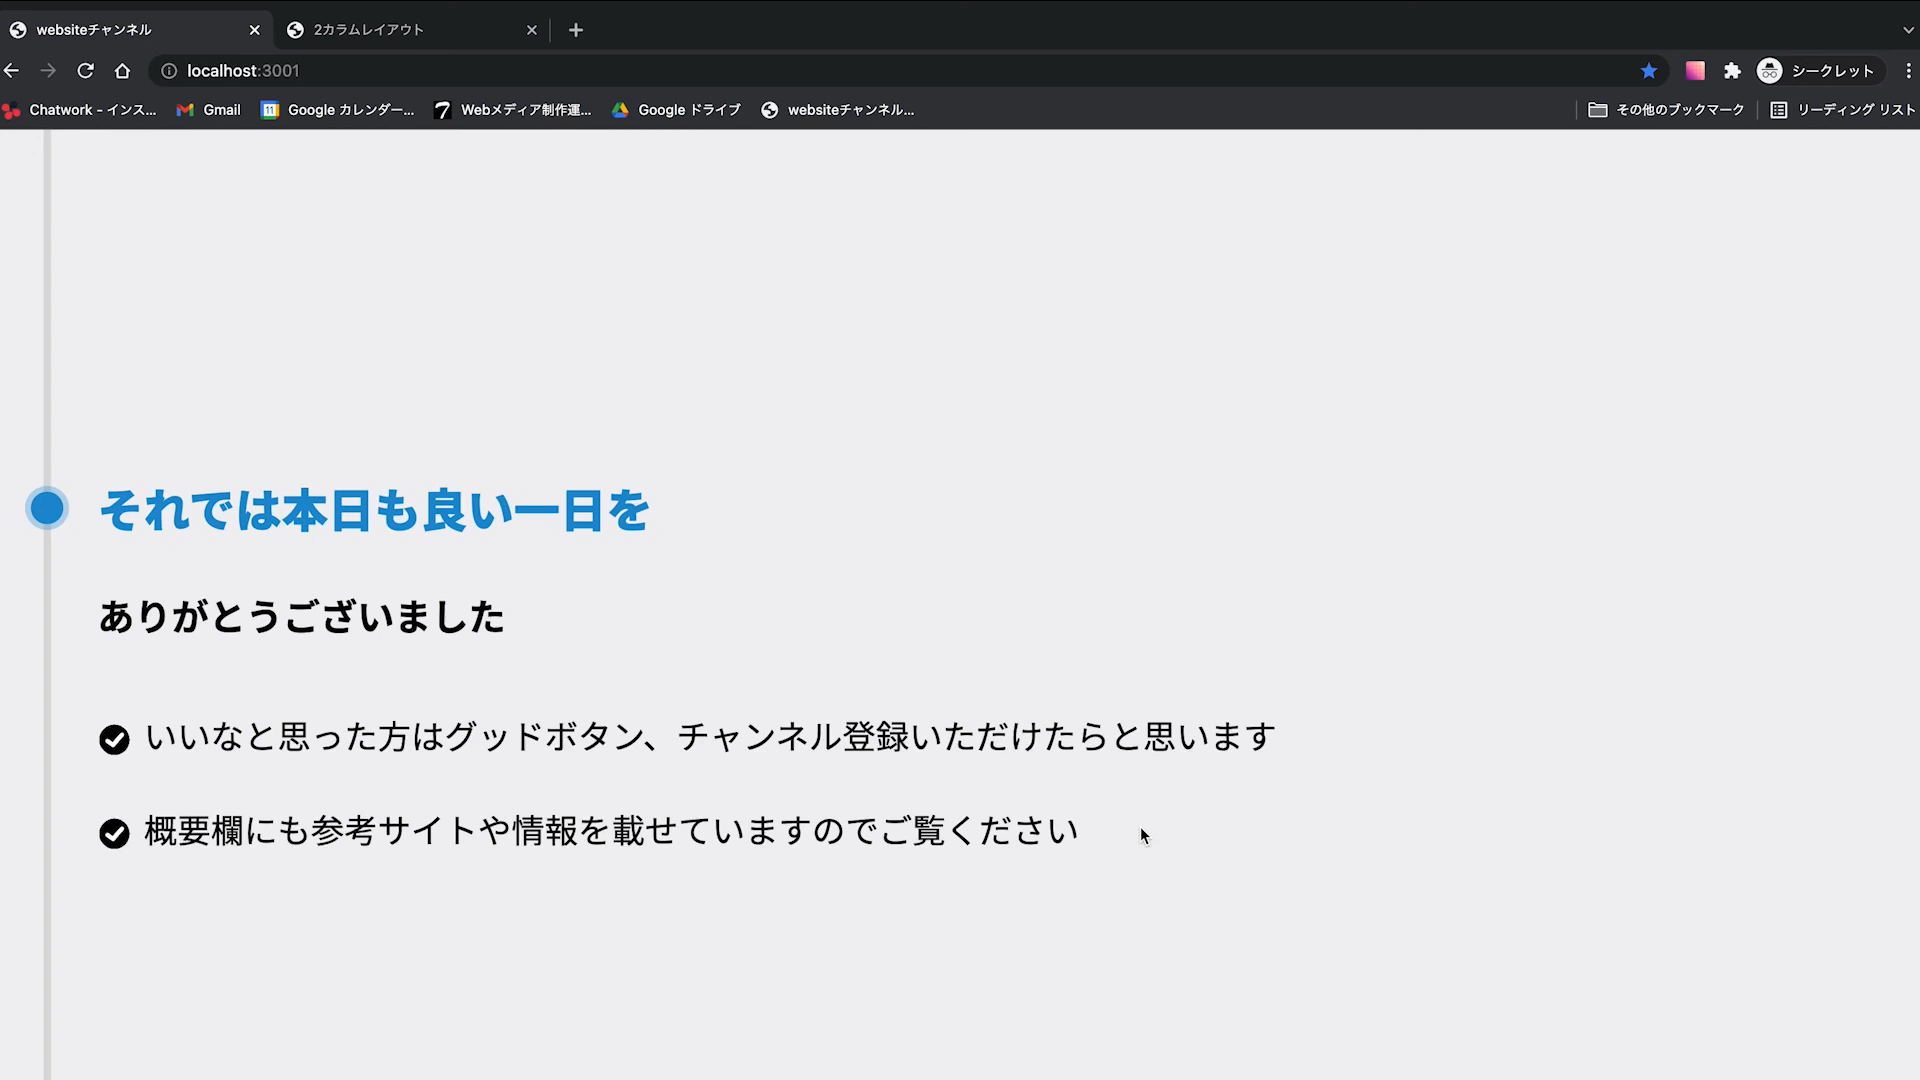 websiteチャンネル
2カラムレイアウト
localhost:3001
シークレット
Chatwork - インス...
Gmail
Google カレンダー...
Webメディア制作運...
Google ドライブ
websiteチャンネル...
その他のブックマーク
リーディング リスト
それでは本日も良い一日を
ありがとうございました
いいなと思った方はグッドボタン、チャンネル登録いただけたらと思います
概要欄にも参考サイトや情報を載せていますのでご覧ください